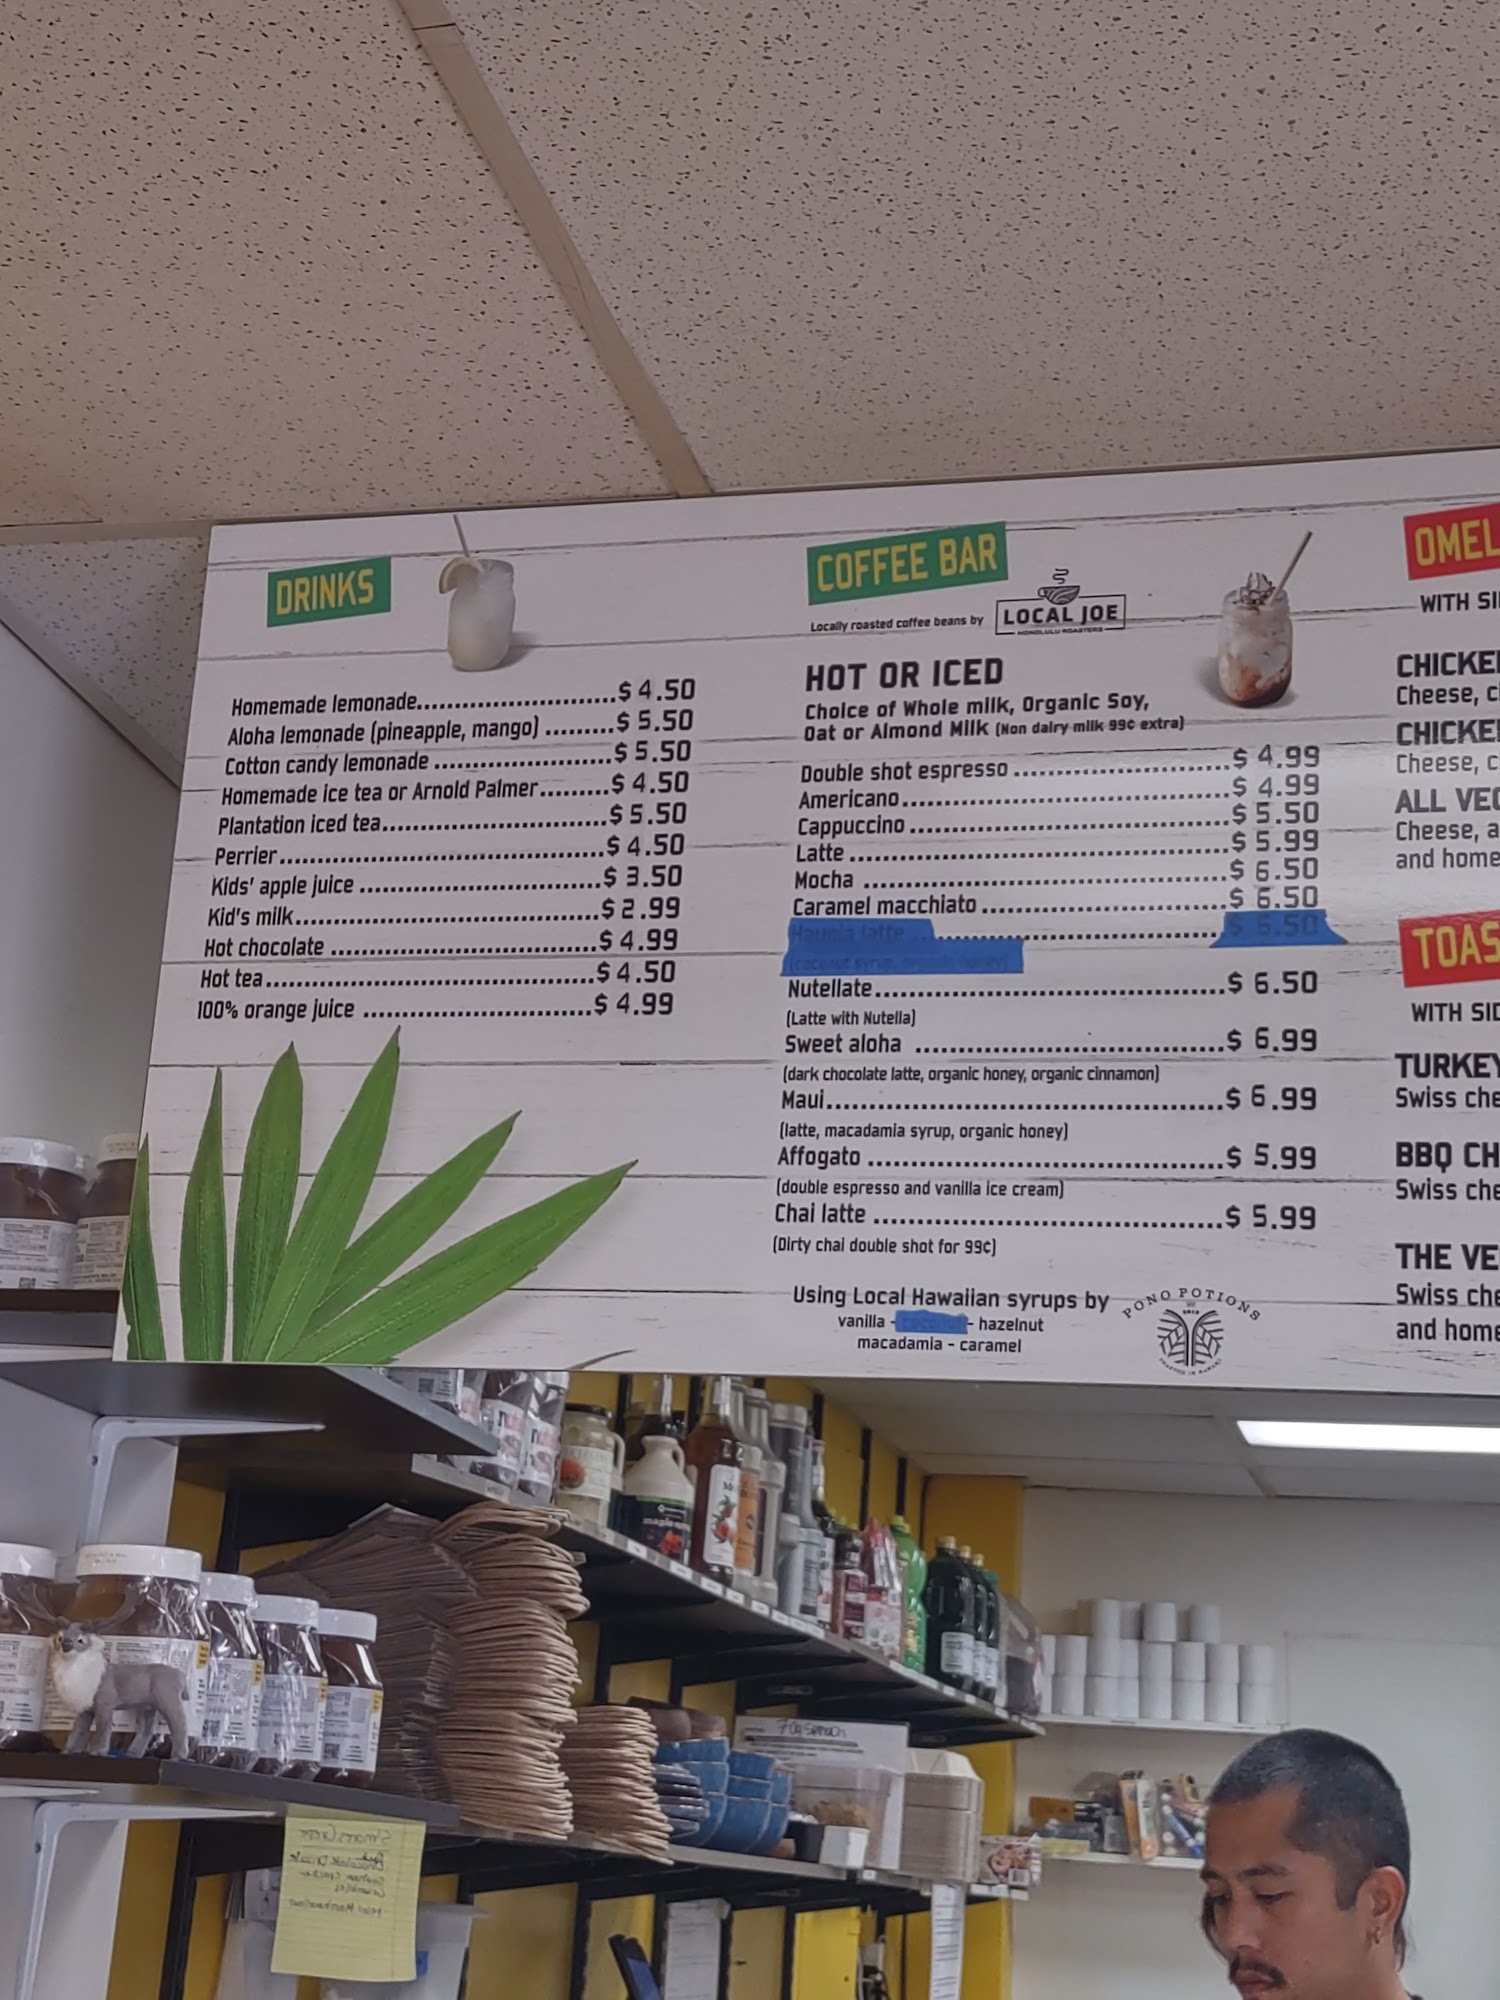 DRINKS
Homemade lemonade..........................$ 4.50
Aloha lemonade (pineapple, mango) .........$ 5.50
Cotton candy lemonade .......................$ 5.50
Homemade ice tea or Arnold Palmer.........$ 4.50
Plantation iced tea.............................$ 5.50
Perrier..........................................$ 4.50
Kids' apple juice ...............................$ 3.50
Kid's milk.......................................$ 2.99
Hot chocolate ..................................$ 4.99
Hot tea..........................................$ 4.50
100% orange juice .............................$ 4.99
COFFEE BAR
Locally roasted coffee beans by
LOCAL JOE
HONOLULU ROASTERS
HOT OR ICED
Choice of Whole milk, Organic Soy,
Oat or Almond Milk (Non dairy milk 99¢ extra)
Double shot espresso ..........................$ 4.99
Americano.......................................$ 4.99
Cappuccino ......................................$ 5.50
Latte .............................................$ 5.99
Mocha ............................................$ 6.50
Caramel macchiato .............................$ 6.50
latte ....................................$ 6.50
(coconut syrup, organic honey)
Nutellate.........................................$ 6.50
(Latte with Nutella)
Sweet aloha .....................................$ 6.99
(dark chocolate latte, organic honey, organic cinnamon)
Maui...............................................$ 6.99
(latte, macadamia syrup, organic honey)
Affogato ..........................................$ 5.99
(double espresso and vanilla ice cream)
Chai latte .........................................$ 5.99
(Dirty chai double shot for 99¢)
Using Local Hawaiian syrups by
vanilla - coconut - hazelnut
macadamia - caramel
PONO POTIONS
OMEL
WITH SI
CHICKE
Cheese, c
CHICKE
Cheese, c
ALL VE
Cheese, a
and home
TOAS
WITH SID
TURKEY
Swiss che
BBQ CH
Swiss che
THE VE
Swiss che
and home
maple